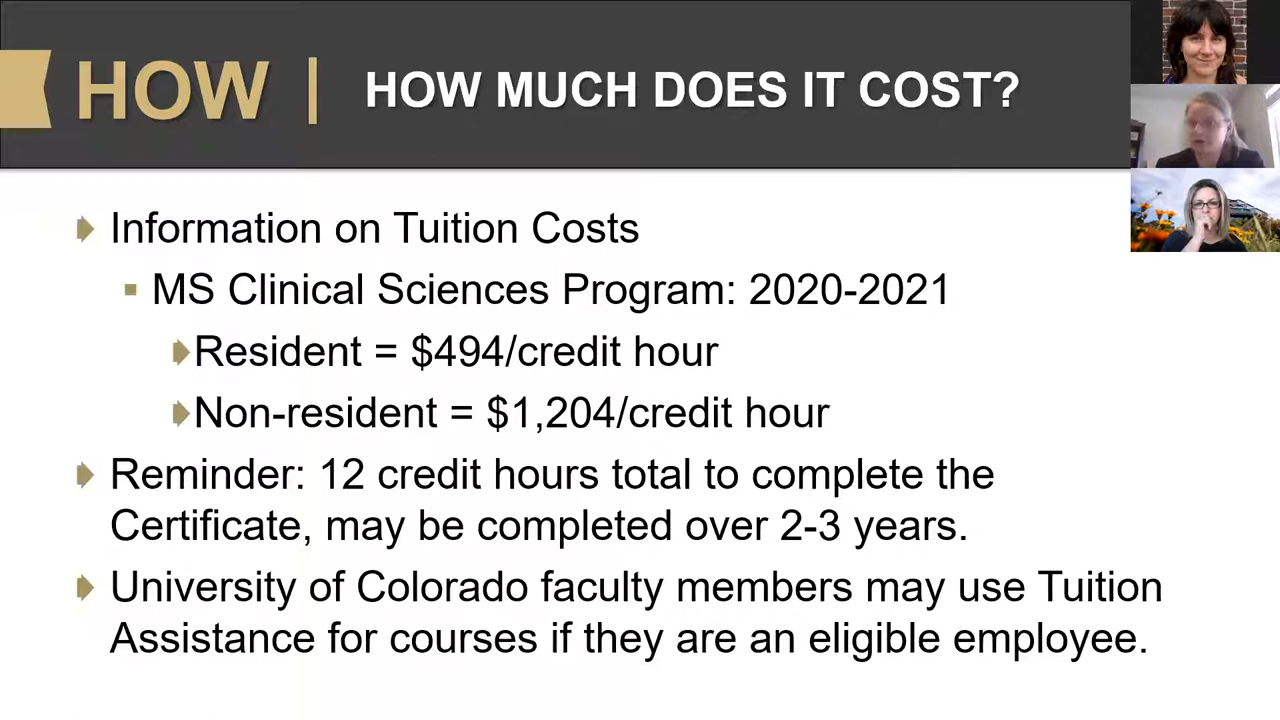 HOW | HOW MUCH DOES IT COST?
Information on Tuition Costs
MS Clinical Sciences Program: 2020-2021
Resident = $494/credit hour
Non-resident = $1,204/credit hour
Reminder: 12 credit hours total to complete the
Certificate, may be completed over 2-3 years.
University of Colorado faculty members may use Tuition
Assistance for courses if they are an eligible employee.